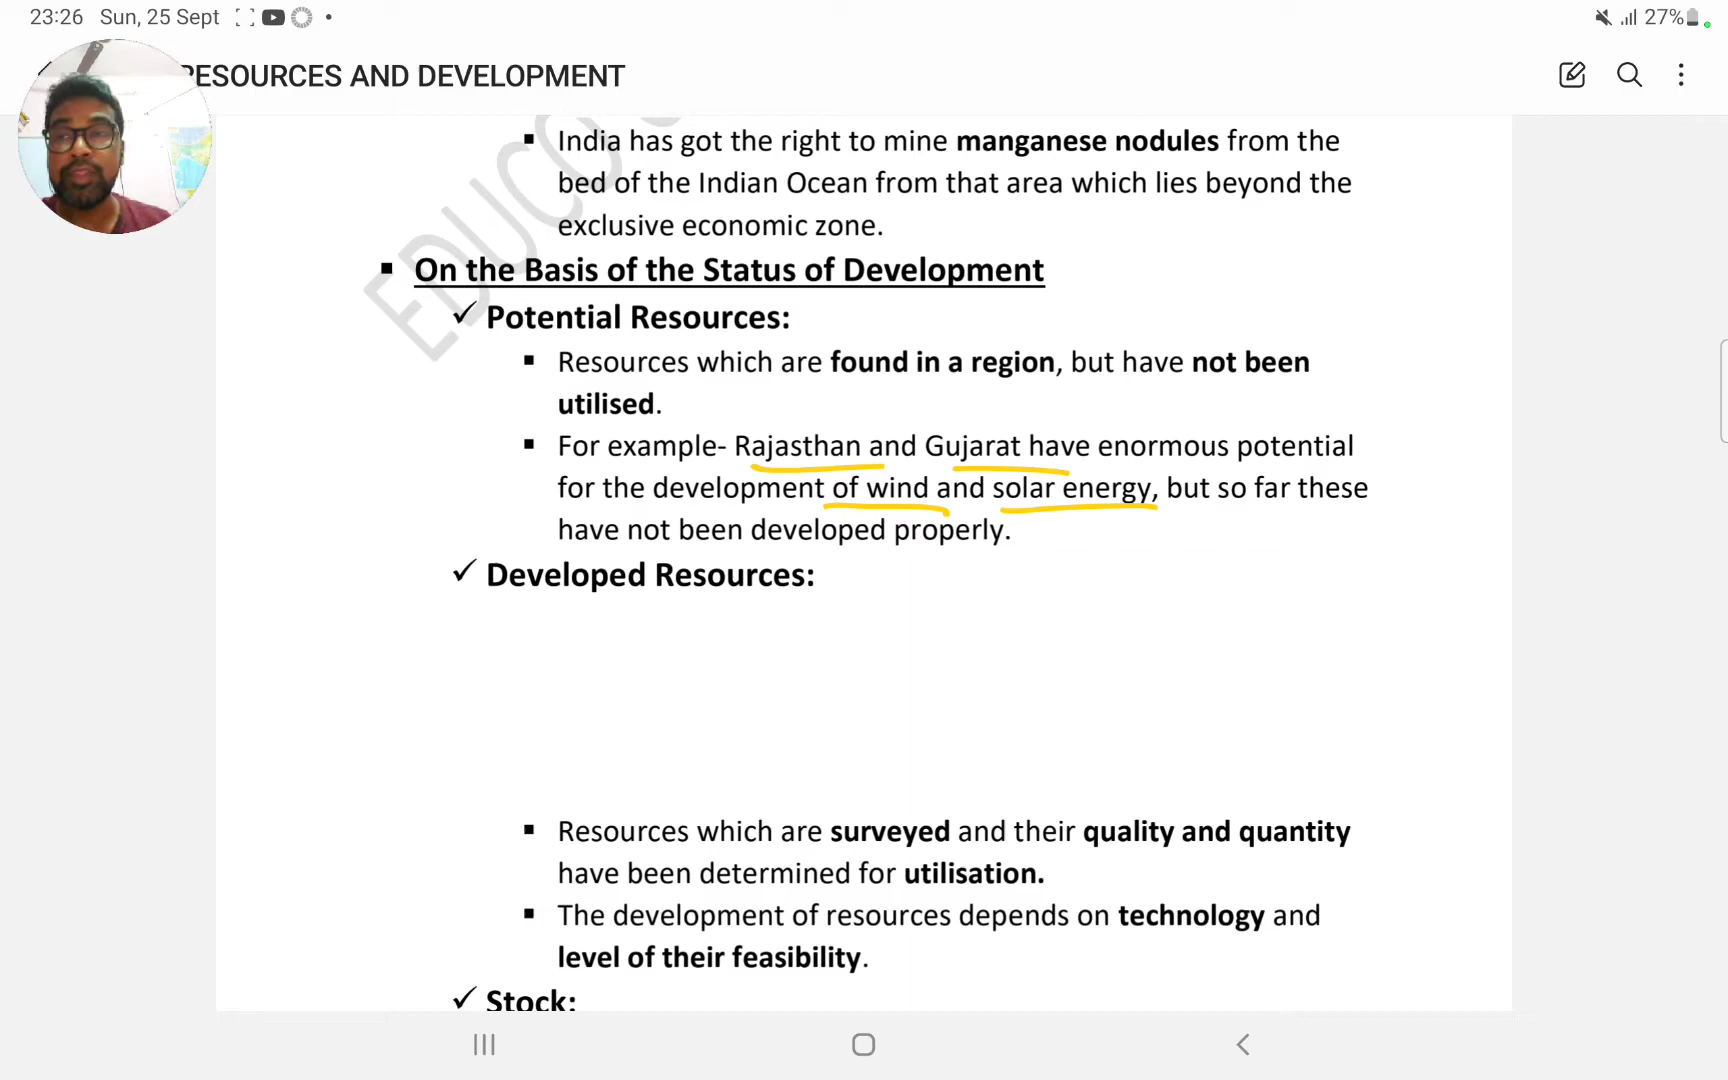 23:26 Sun, 25 Sept 27%
RESOURCES AND DEVELOPMENT
▪ India has got the right to mine manganese nodules from the
bed of the Indian Ocean from that area which lies beyond the
exclusive economic zone.
▪ On the Basis of the Status of Development
✓ Potential Resources:
▪ Resources which are found in a region, but have not been
utilised.
▪ For example- Rajasthan and Gujarat have enormous potential
for the development of wind and solar energy, but so far these
have not been developed properly.
✓ Developed Resources:
▪ Resources which are surveyed and their quality and quantity
have been determined for utilisation.
▪ The development of resources depends on technology and
level of their feasibility.
✓ Stock:
EDUCO